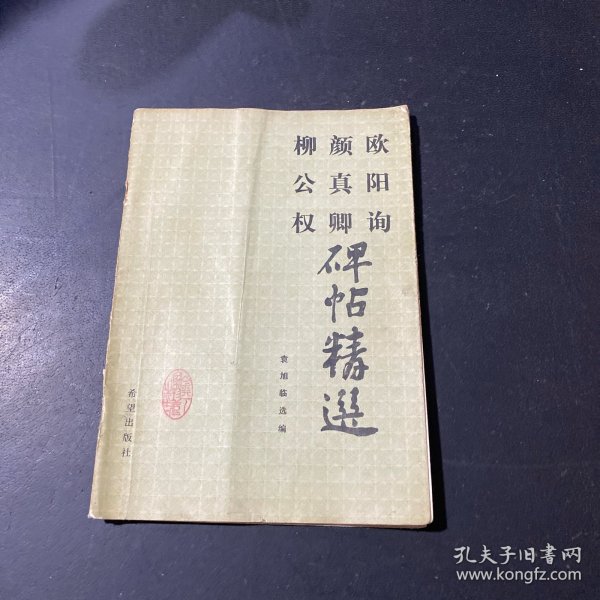 欧阳询
颜真卿
柳公权
碑帖精選
袁旭临选编
希望出版社
孔夫子旧书网
www.kongfz.com